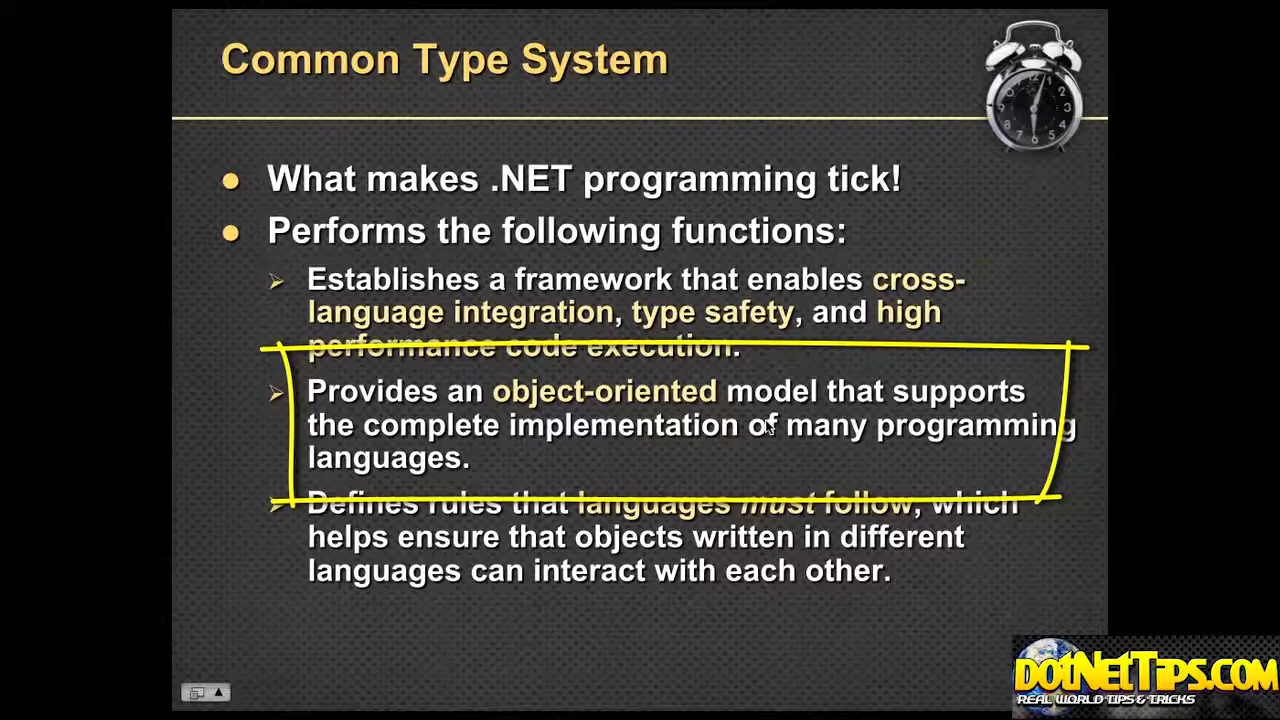 Common Type System
What makes .NET programming tick!
Performs the following functions:
Establishes a framework that enables cross-
language integration, type safety, and high
performance code execution.
Provides an object-oriented model that supports
the complete implementation of many programming
languages.
Defines rules that languages must follow, which
helps ensure that objects written in different
languages can interact with each other.
DOTNETTIPS.COM
REAL WORLD TIPS & TRICKS